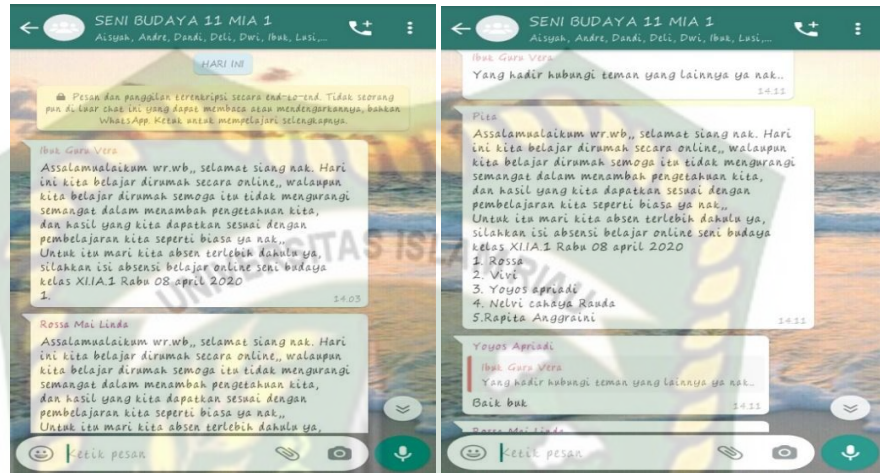 SENI BUDAYA 11 MIA 1
Aisyah, Andre, Dandi, Deli, Dwi, Ibuk, Lusi,...
HARI INI
Pesan dan panggilan terenkripsi secara end-to-end. Tidak seorang
pun di luar chat ini yang dapat membaca atau mendengarkannya, bahkan
WhatsApp. Ketuk untuk mempelajari selengkapnya.
Ibuk Guru Vera
Assalamualaikum wr.wb,, selamat siang nak. Hari
ini kita belajar dirumah secara online,, walaupun
kita belajar dirumah semoga itu tidak mengurangi
semangat dalam menambah pengetahuan kita,
dan hasil yang kita dapatkan sesuai dengan
pembelajaran kita seperti biasa ya nak,,
Untuk itu mari kita absen terlebih dahulu ya,
silahkan isi absensi belajar online seni budaya
kelas XI.IA.1 Rabu 08 april 2020
1.
14.03
Rossa Mai Linda
Assalamualaikum wr.wb,, selamat siang nak. Hari
ini kita belajar dirumah secara online,, walaupun
kita belajar dirumah semoga itu tidak mengurangi
semangat dalam menambah pengetahuan kita,
dan hasil yang kita dapatkan sesuai dengan
pembelajaran kita seperti biasa ya nak,,
Untuk itu mari kita absen terlebih dahulu ya,
Ketik pesan
SENI BUDAYA 11 MIA 1
Aisyah, Andre, Dandi, Deli, Dwi, Ibuk, Lusi,...
Ibuk Guru Vera
Yang hadir hubungi teman yang lainnya ya nak..
14.11
Pita
Assalamualaikum wr.wb,, selamat siang nak. Hari
ini kita belajar dirumah secara online,, walaupun
kita belajar dirumah semoga itu tidak mengurangi
semangat dalam menambah pengetahuan kita,
dan hasil yang kita dapatkan sesuai dengan
pembelajaran kita seperti biasa ya nak,,
Untuk itu mari kita absen terlebih dahulu ya,
silahkan isi absensi belajar online seni budaya
kelas XI.IA.1 Rabu 08 april 2020
1. Rossa
2. Vivi
3. Yoyos apriadi
4. Nelvi cahaya Randa
5.Rapita Anggraini
14.11
Yoyos Apriadi
Ibuk Guru Vera
Yang hadir hubungi teman yang lainnya ya nak..
Baik buk
14.11
Rossa Mai Linda
Ketik pesan
UNIVERSITAS ISLAM RIAU